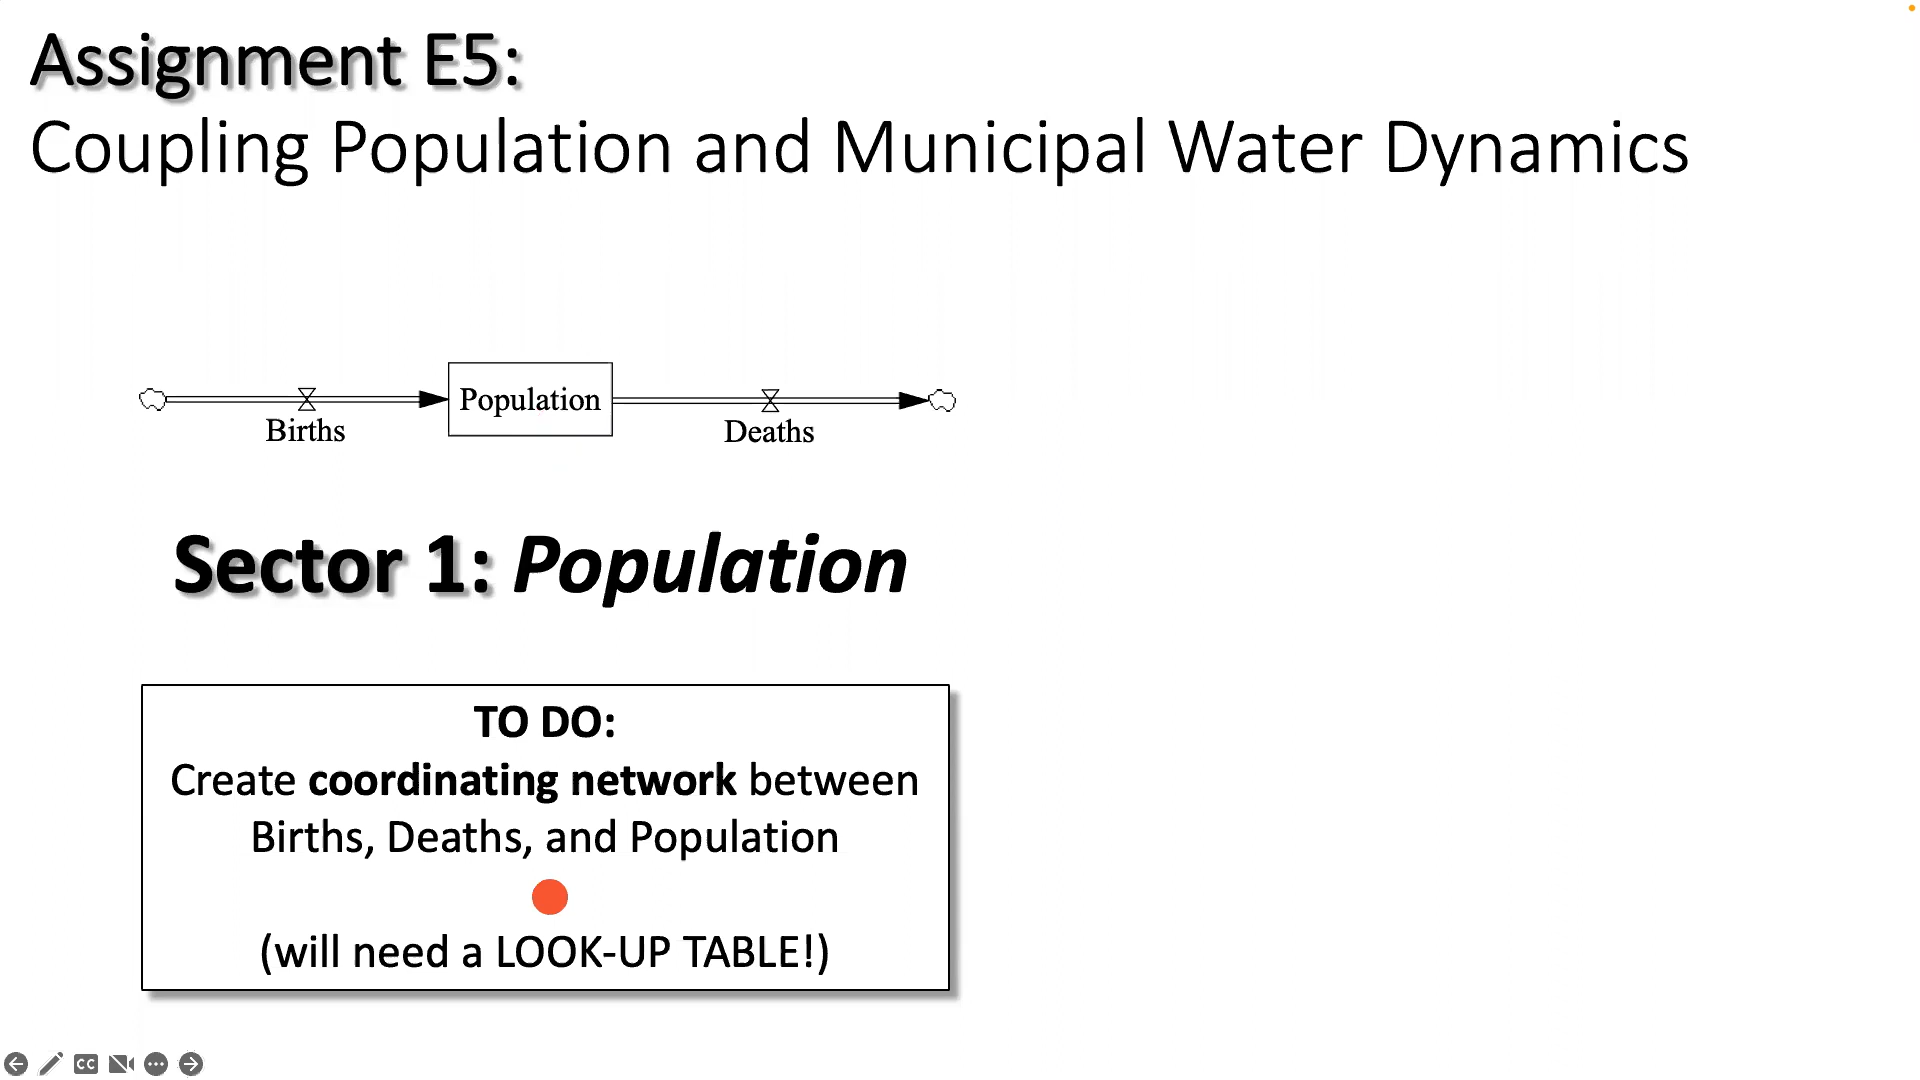 Assignment E5:
Coupling Population and Municipal Water Dynamics
Population
Births
Deaths
Sector 1: Population
TO DO:
Create coordinating network between
Births, Deaths, and Population
(will need a LOOK-UP TABLE!)
CC